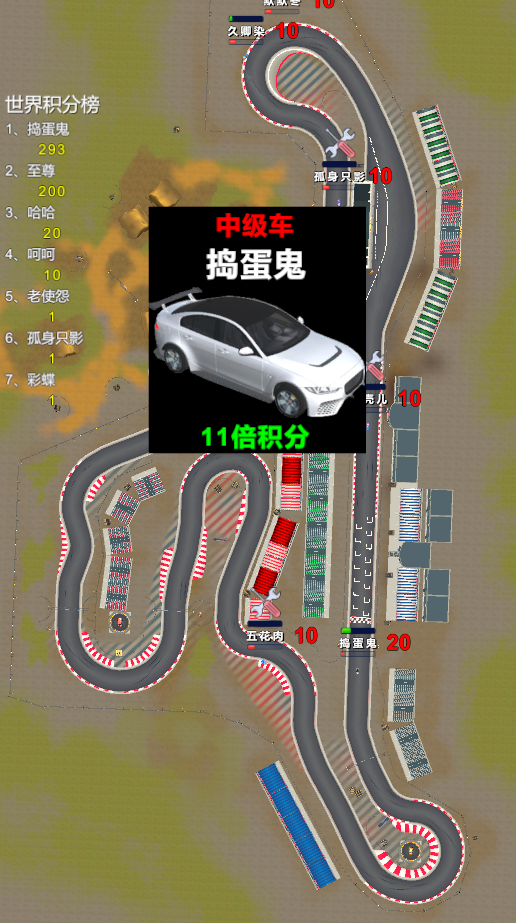 10
久卿染 10
世界积分榜
1、捣蛋鬼
293
2、至尊
200
3、哈哈
20
4、呵呵
10
5、老使怨
1
6、孤身只影
1
7、彩蝶
1
孤身只影 10
中级车
捣蛋鬼
11倍积分
亮儿 10
五花肉 10
捣蛋鬼 20